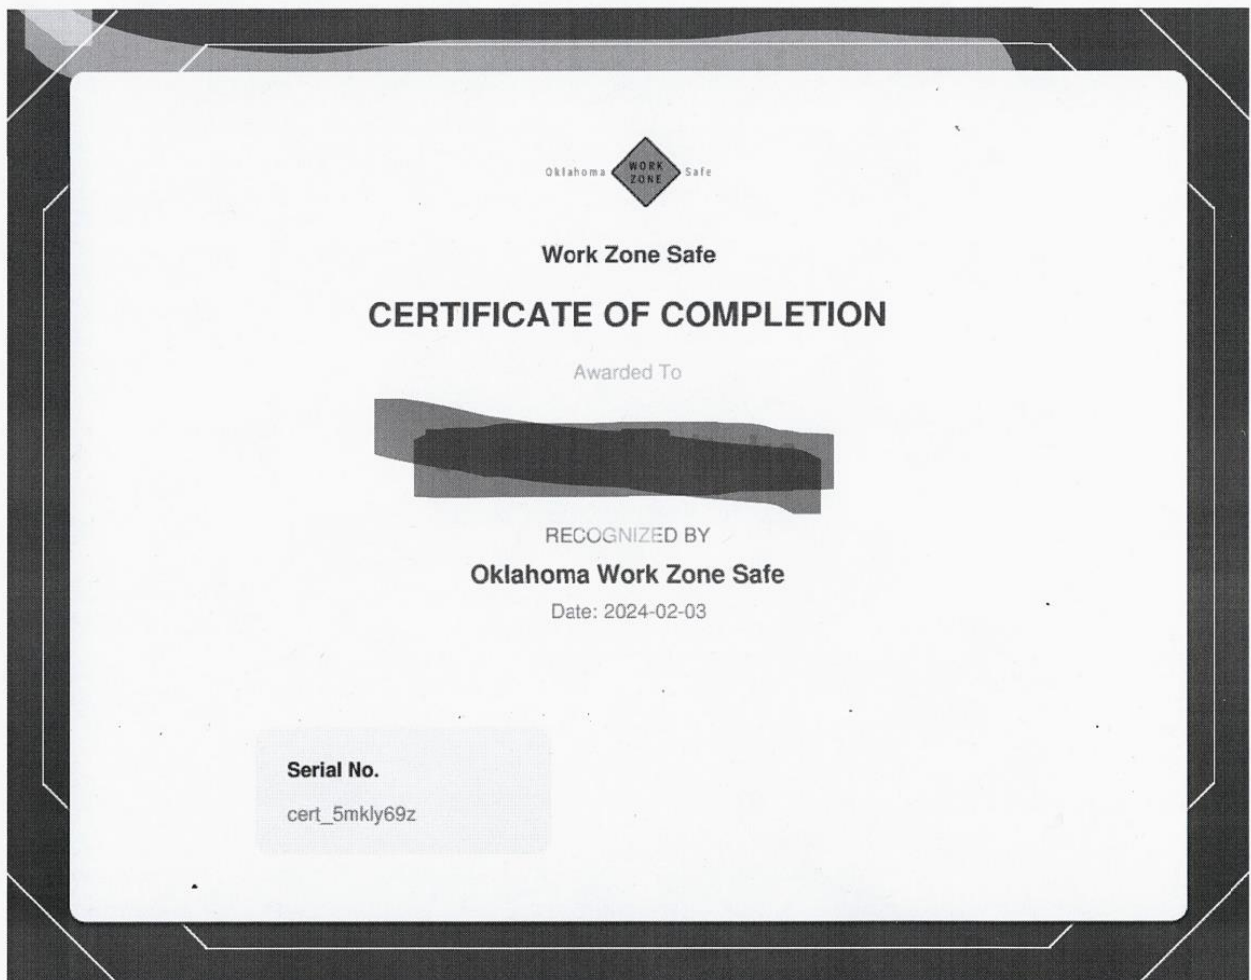 Oklahoma WORK ZONE Safe
Work Zone Safe
CERTIFICATE OF COMPLETION
Awarded To
RECOGNIZED BY
Oklahoma Work Zone Safe
Date: 2024-02-03
Serial No.
cert_5mkly69z